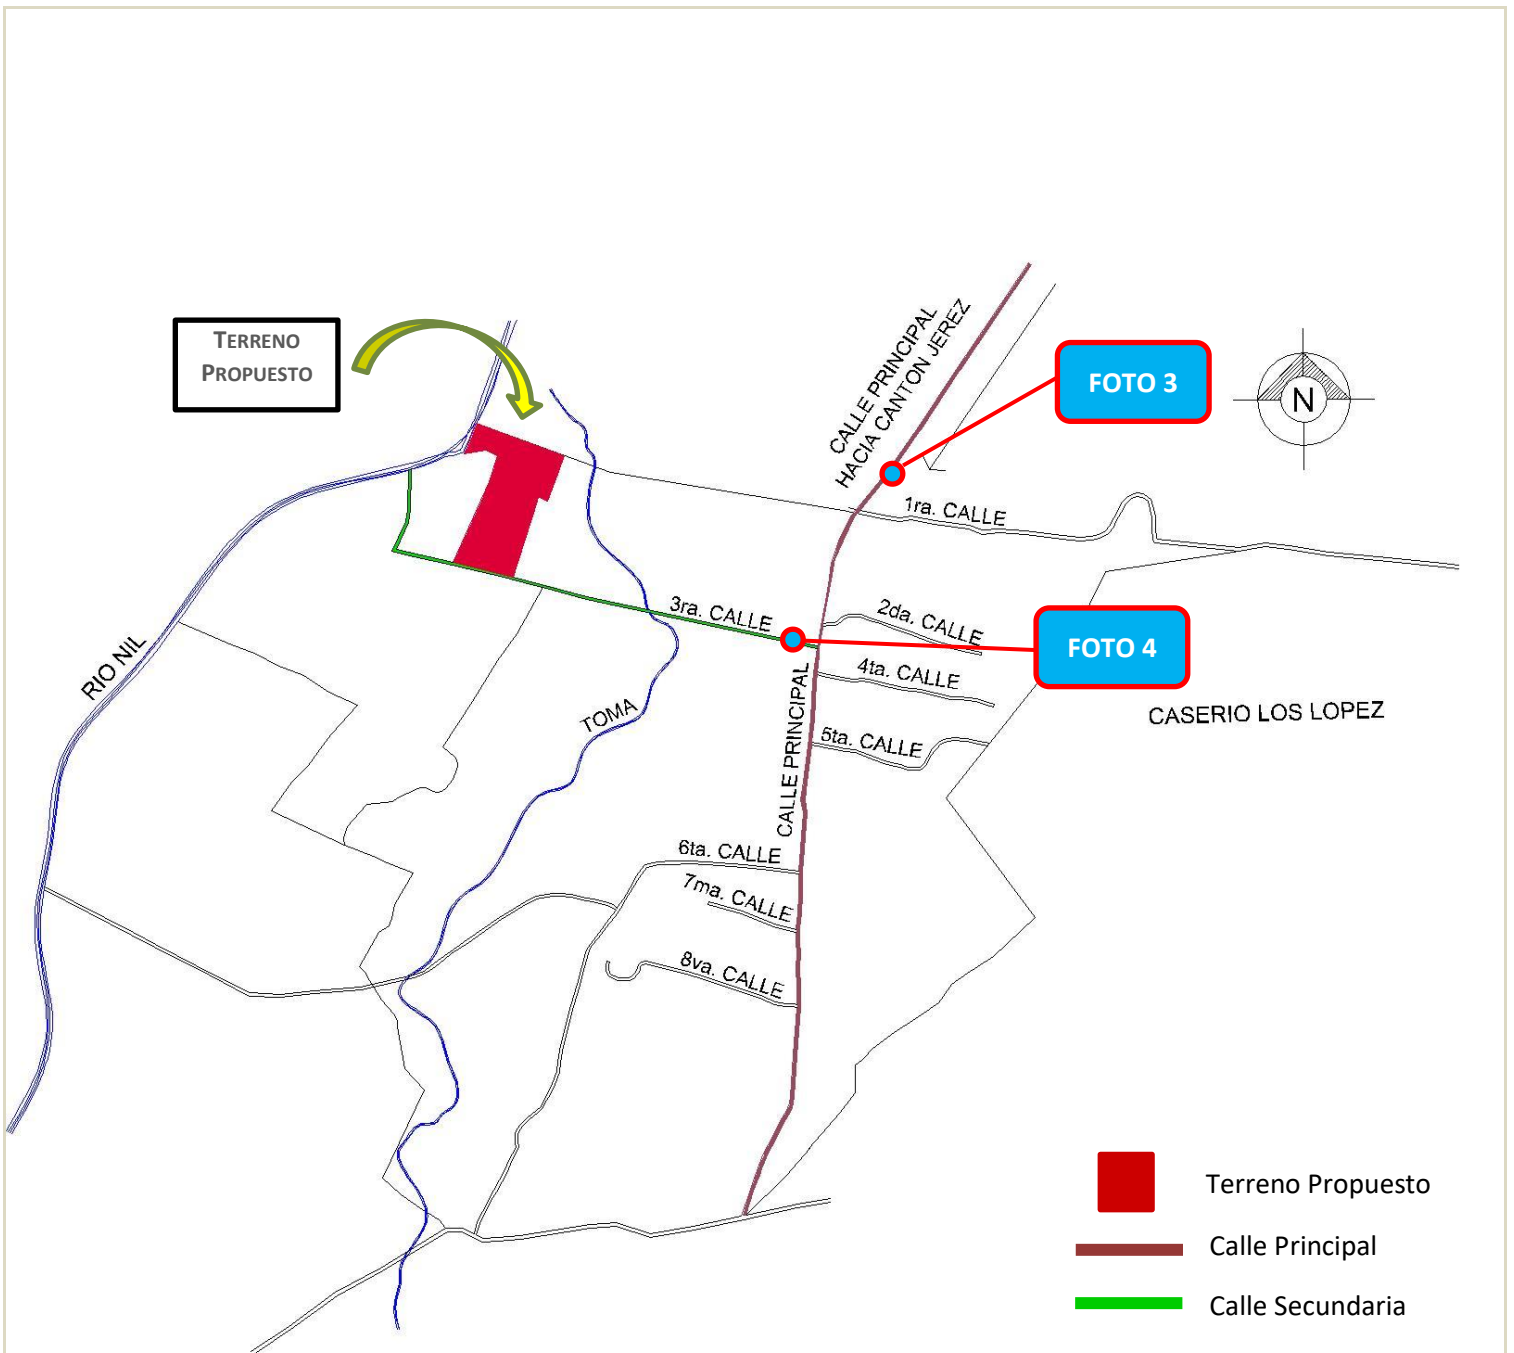 TERRENO
PROPUESTO
CALLE PRINCIPAL
HACIA CANTON JEREZ
FOTO 3
N
1ra. CALLE
3ra. CALLE
2da. CALLE
FOTO 4
RIO NIL
4ta. CALLE
TOMA
CALLE PRINCIPAL
CASERIO LOS LOPEZ
5ta. CALLE
6ta. CALLE
7ma. CALLE
8va. CALLE
Terreno Propuesto
Calle Principal
Calle Secundaria